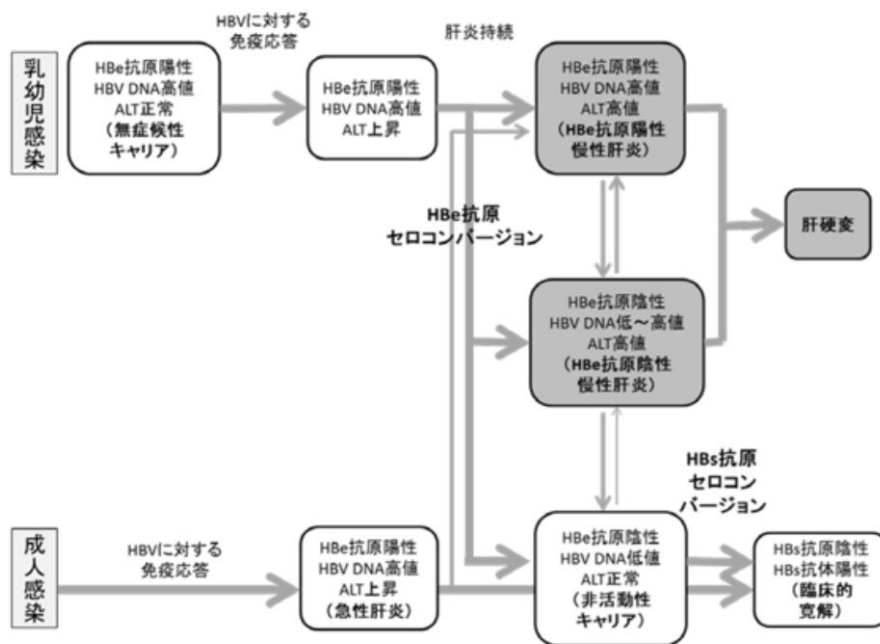 HBVに対する
免疫応答
肝炎持続
乳幼児感染
HBe抗原陽性
HBV DNA高値
ALT正常
(無症候性
キャリア)
HBe抗原陽性
HBV DNA高値
ALT上昇
HBe抗原陽性
HBV DNA高値
ALT高値
(HBe抗原陽性
慢性肝炎)
HBe抗原
セロコンバージョン
肝硬変
HBe抗原陰性
HBV DNA低~高値
ALT高値
(HBe抗原陰性
慢性肝炎)
HBs抗原
セロコン
バージョン
成人感染
HBVに対する
免疫応答
HBe抗原陽性
HBV DNA高値
ALT上昇
(急性肝炎)
HBe抗原陰性
HBV DNA低値
ALT正常
(非活動性
キャリア)
HBs抗原陰性
HBs抗体陽性
(臨床的
寛解)